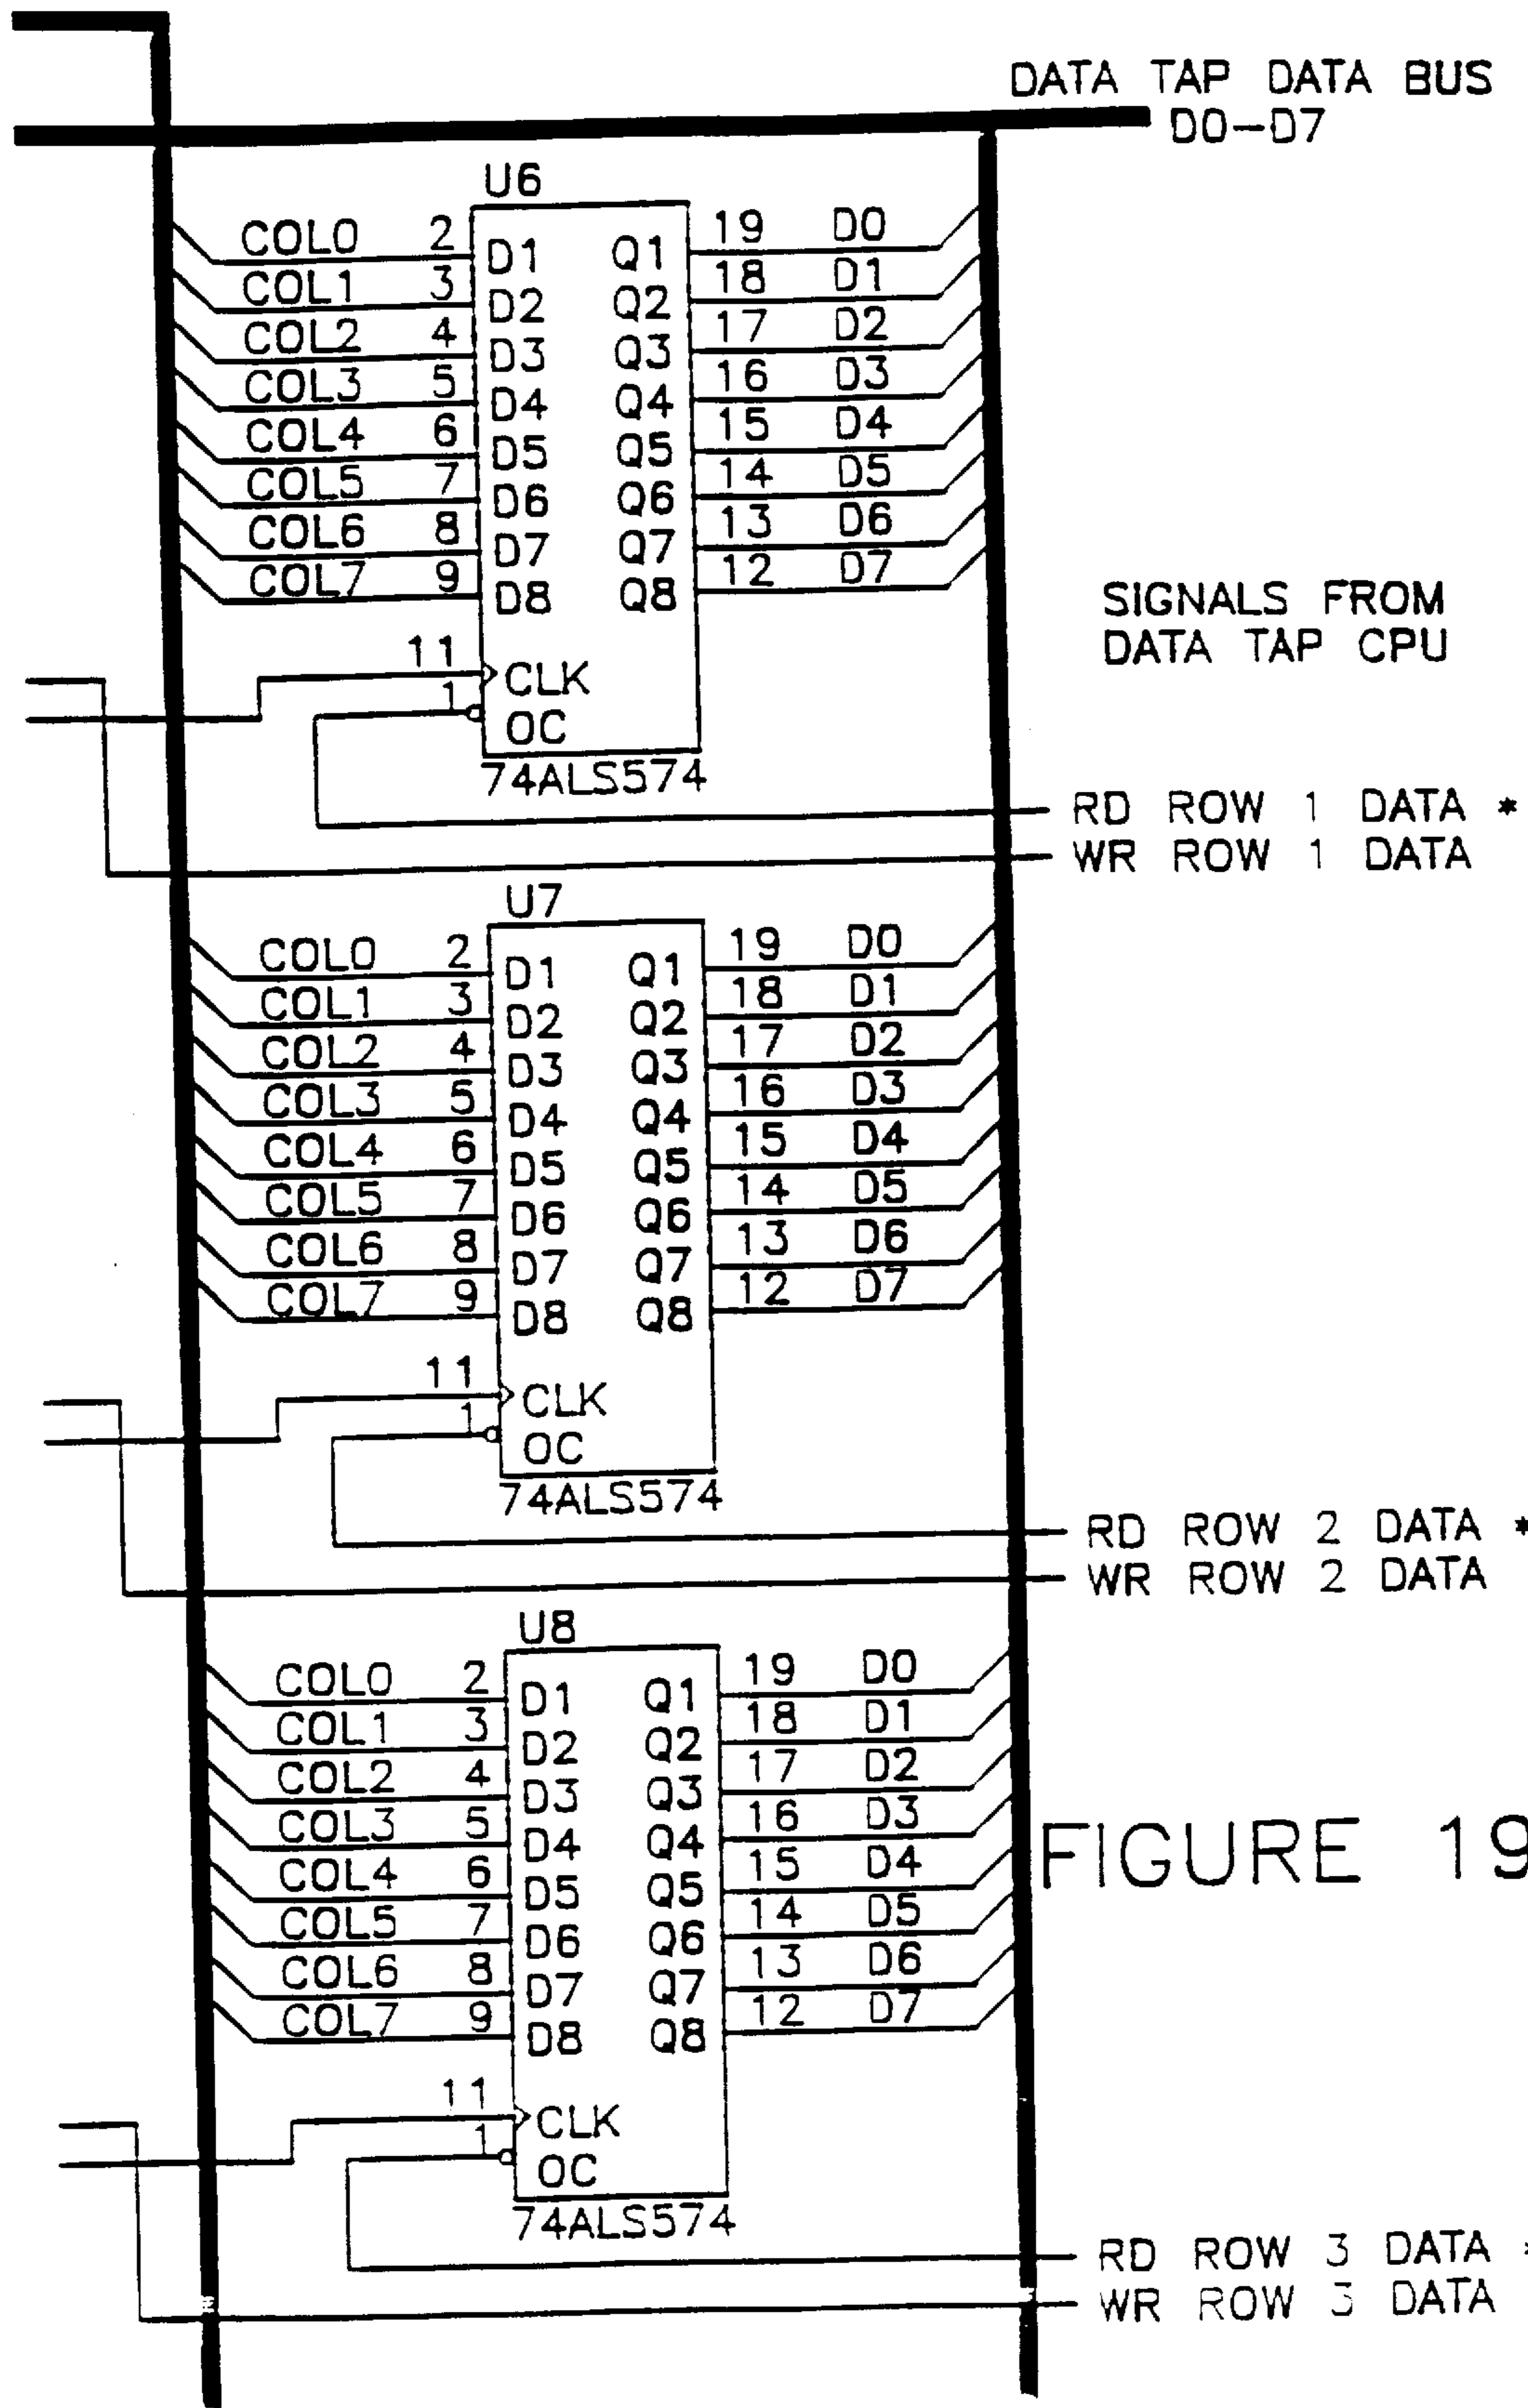 DATA TAP DATA BUS
D0-D7
U6
COL0 2 D1 Q1 19 D0
COL1 3 D2 Q2 18 D1
COL2 4 D3 Q3 17 D2
COL3 5 D4 Q4 16 D3
COL4 6 D5 Q5 15 D4
COL5 7 D6 Q6 14 D5
COL6 8 D7 Q7 13 D6
COL7 9 D8 Q8 12 D7
SIGNALS FROM
DATA TAP CPU
11 CLK
1 OC
74ALS574
RD ROW 1 DATA *
WR ROW 1 DATA
U7
COL0 2 D1 Q1 19 D0
COL1 3 D2 Q2 18 D1
COL2 4 D3 Q3 17 D2
COL3 5 D4 Q4 16 D3
COL4 6 D5 Q5 15 D4
COL5 7 D6 Q6 14 D5
COL6 8 D7 Q7 13 D6
COL7 9 D8 Q8 12 D7
11 CLK
1 OC
74ALS574
RD ROW 2 DATA *
WR ROW 2 DATA
U8
COL0 2 D1 Q1 19 D0
COL1 3 D2 Q2 18 D1
COL2 4 D3 Q3 17 D2
COL3 5 D4 Q4 16 D3
COL4 6 D5 Q5 15 D4
COL5 7 D6 Q6 14 D5
COL6 8 D7 Q7 13 D6
COL7 9 D8 Q8 12 D7
FIGURE 19
11 CLK
1 OC
74ALS574
RD ROW 3 DATA *
WR ROW 3 DATA